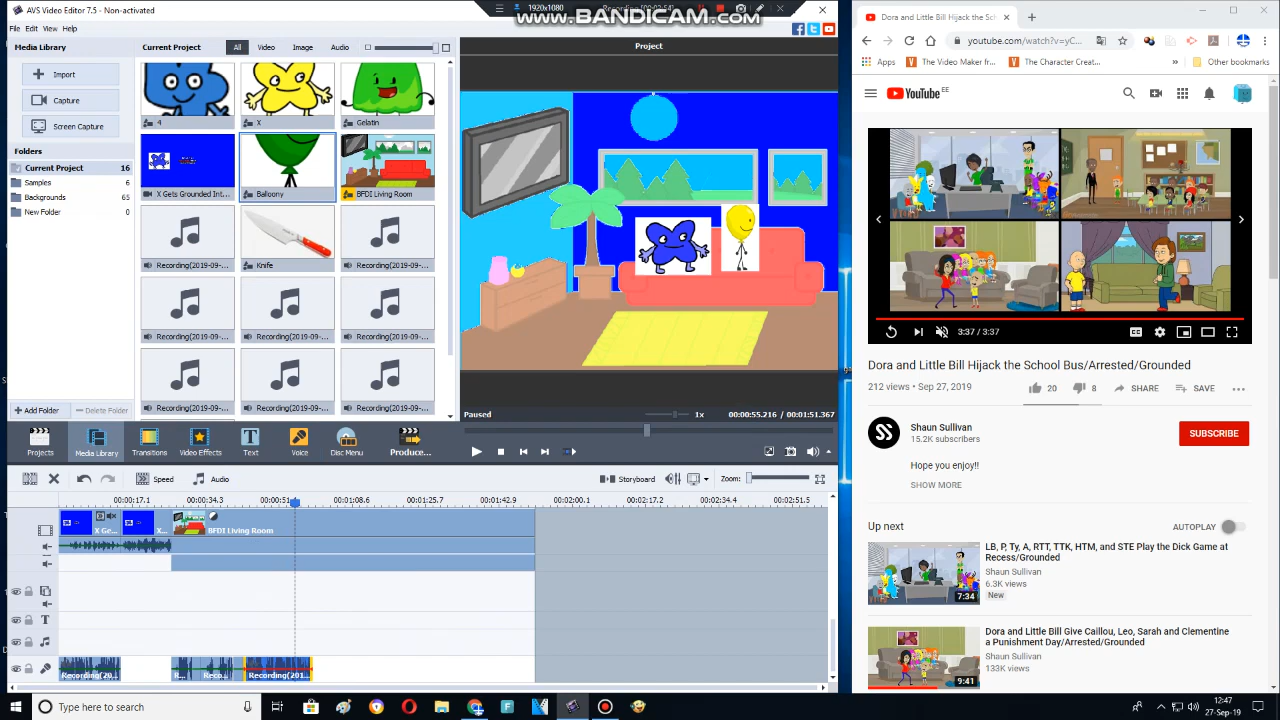 AVS Video Editor 7.5 - Non-activated
1920x1080
www.BANDICAM.com
File Edit View Help
Media Library
Import
Capture
Screen Capture
Folders
Current Project 16
Samples 6
Backgrounds 65
New Folder 0
Add Folder
Delete Folder
Current Project
All Video Image Audio
4
X
Gelatin
X Gets Grounded Int...
Balloony
BFDI Living Room
Recording(2019-09-...
Knife
Recording(2019-09-...
Recording(2019-09-...
Recording(2019-09-...
Recording(2019-09-...
Recording(2019-09-...
Recording(2019-09-...
Recording(2019-09-...
Project
Paused
1x
00:00:55.216 / 00:01:51.367
Projects
Media Library
Transitions
Video Effects
Text
Voice
Disc Menu
Produce...
Speed
Audio
Storyboard
Zoom:
00:00:17.1 00:00:34.3 00:00:51. 00:01:08.6 00:01:25.7 00:01:42.9 00:02:00.1 00:02:17.2 00:02:34.4 00:02:51.5
X Ge...
X...
BFDI Living Room
Recording(20...
R...
Reco...
Recording(201...
Dora and Little Bill Hijack the Sch
youtube.com/watch?v=yC...
Apps
The Video Maker fr...
The Character Creat...
»
Other bookmarks
YouTube EE
3:37 / 3:37
Dora and Little Bill Hijack the School Bus/Arrested/Grounded
212 views • Sep 27, 2019
20
8
SHARE
SAVE
Shaun Sullivan
15.2K subscribers
SUBSCRIBE
Hope you enjoy!!
SHOW MORE
Up next
AUTOPLAY
LB, P, Ty, A, RTT, TTK, HTM, and STE Play the Dick Game at
Recess/Grounded
Shaun Sullivan
6.3K views
New
7:34
Dora and Little Bill Give Caillou, Leo, Sarah and Clementine
a Punishment Day/Arrested/Grounded
Shaun Sullivan
133K views
9:41
Type here to search
12:47
27-Sep-19